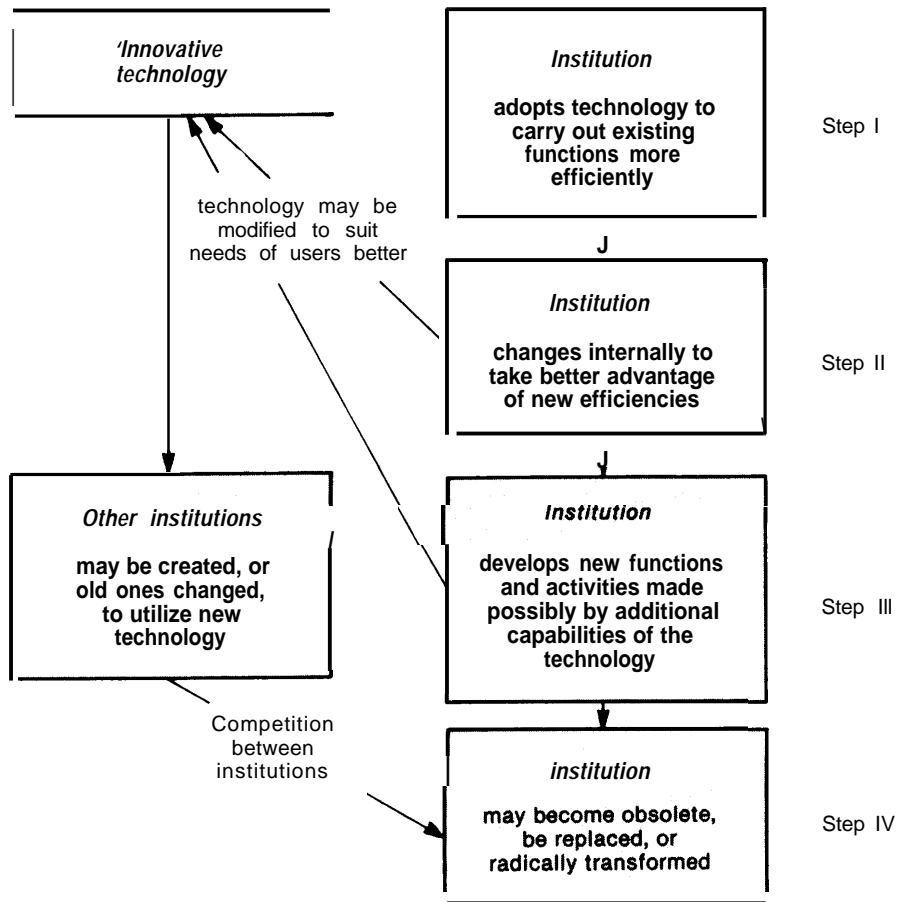 'Innovative
technology
Institution
adopts technology to
carry out existing
functions more
efficiently
Step I
technology may be
modified to suit
needs of users better
J
Institution
changes internally to
take better advantage
of new efficiencies
Step II
J
Other institutions
may be created, or
old ones changed,
to utilize new
technology
Institution
develops new functions
and activities made
possibly by additional
capabilities of the
technology
Step III
Competition
between
institutions
institution
may become obsolete,
be replaced, or
radically transformed
Step IV